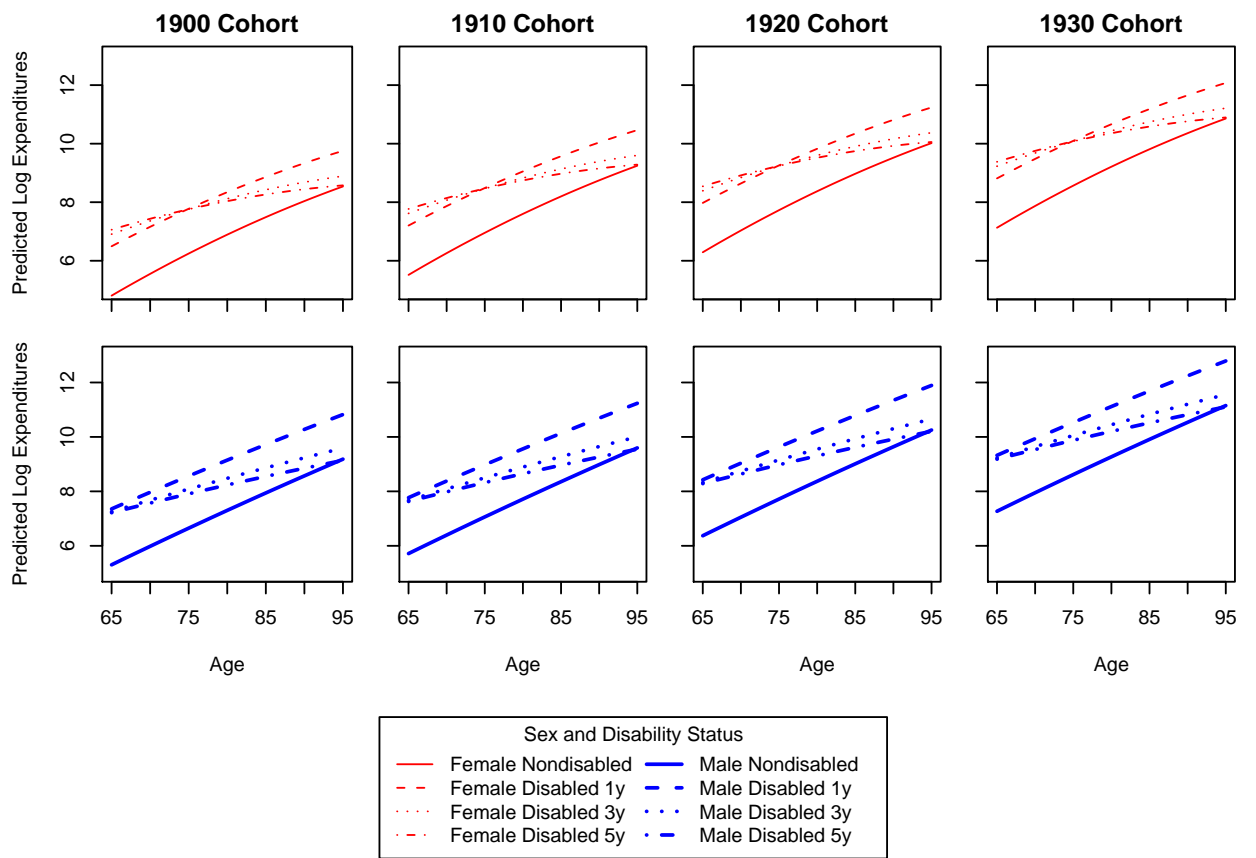 1900 Cohort
1910 Cohort
1920 Cohort
1930 Cohort
Predicted Log Expenditures
12
10
8
6
Predicted Log Expenditures
12
10
8
6
65 75 85 95
65 75 85 95
65 75 85 95
65 75 85 95
Age
Age
Age
Age
Sex and Disability Status
Female Nondisabled
Male Nondisabled
Female Disabled 1y
Male Disabled 1y
Female Disabled 3y
Male Disabled 3y
Female Disabled 5y
Male Disabled 5y